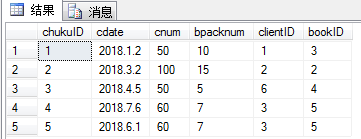 结果 消息
chukuID cdate cnum bpacknum clientID bookID
1 1 2018.1.2 50 10 1 3
2 2 2018.3.2 100 15 2 2
3 3 2018.4.5 50 5 6 4
4 4 2018.7.6 60 7 3 5
5 5 2018.6.1 60 7 3 5